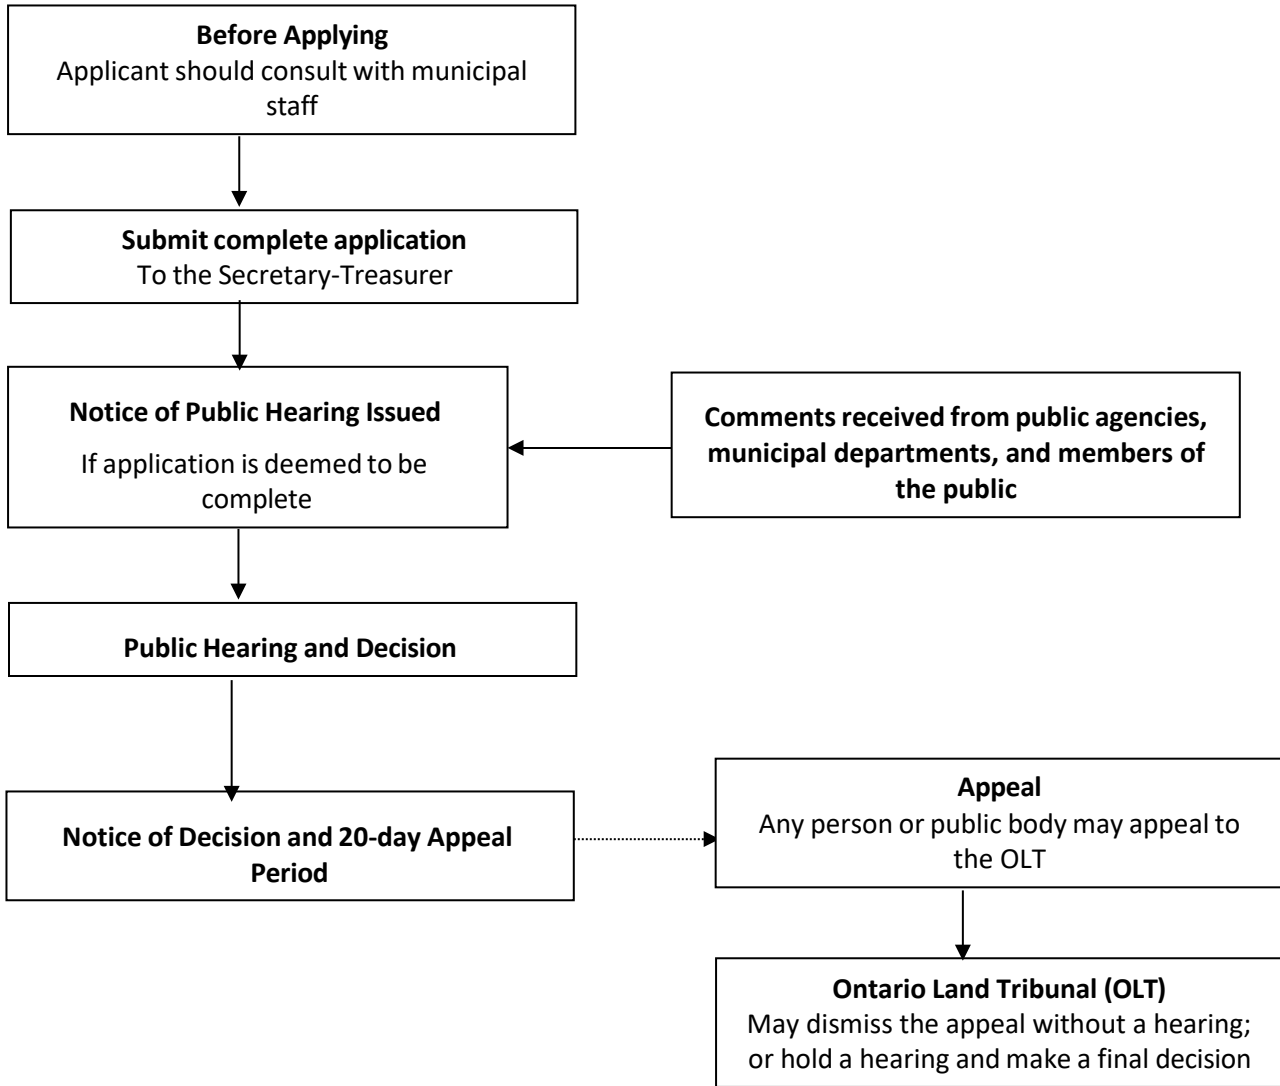 Before Applying
Applicant should consult with municipal
staff
Submit complete application
To the Secretary-Treasurer
Notice of Public Hearing Issued
If application is deemed to be
complete
Comments received from public agencies,
municipal departments, and members of
the public
Public Hearing and Decision
Notice of Decision and 20-day Appeal
Period
Appeal
Any person or public body may appeal to
the OLT
Ontario Land Tribunal (OLT)
May dismiss the appeal without a hearing;
or hold a hearing and make a final decision